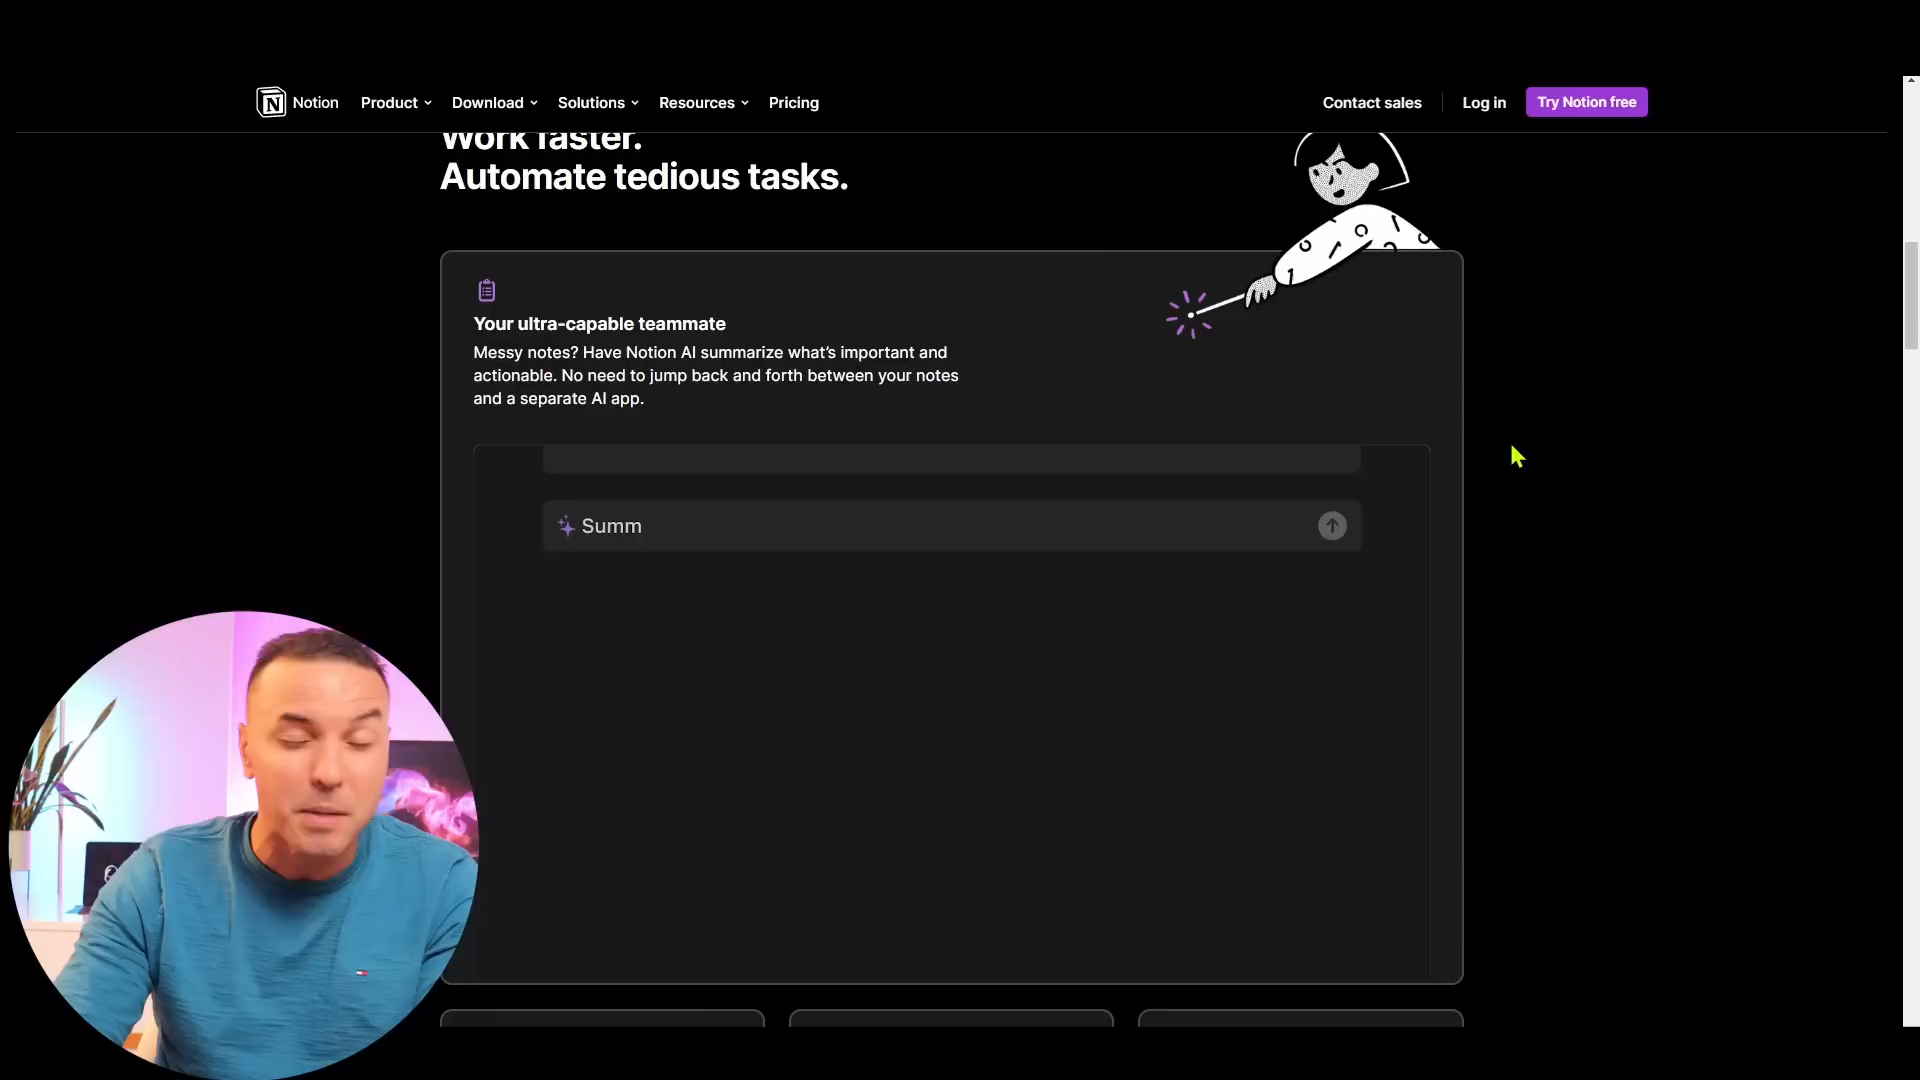 Notion Product Download Solutions Resources Pricing Contact sales Log in Try Notion free
Work faster.
Automate tedious tasks.
Your ultra-capable teammate
Messy notes? Have Notion AI summarize what’s important and
actionable. No need to jump back and forth between your notes
and a separate AI app.
Summ